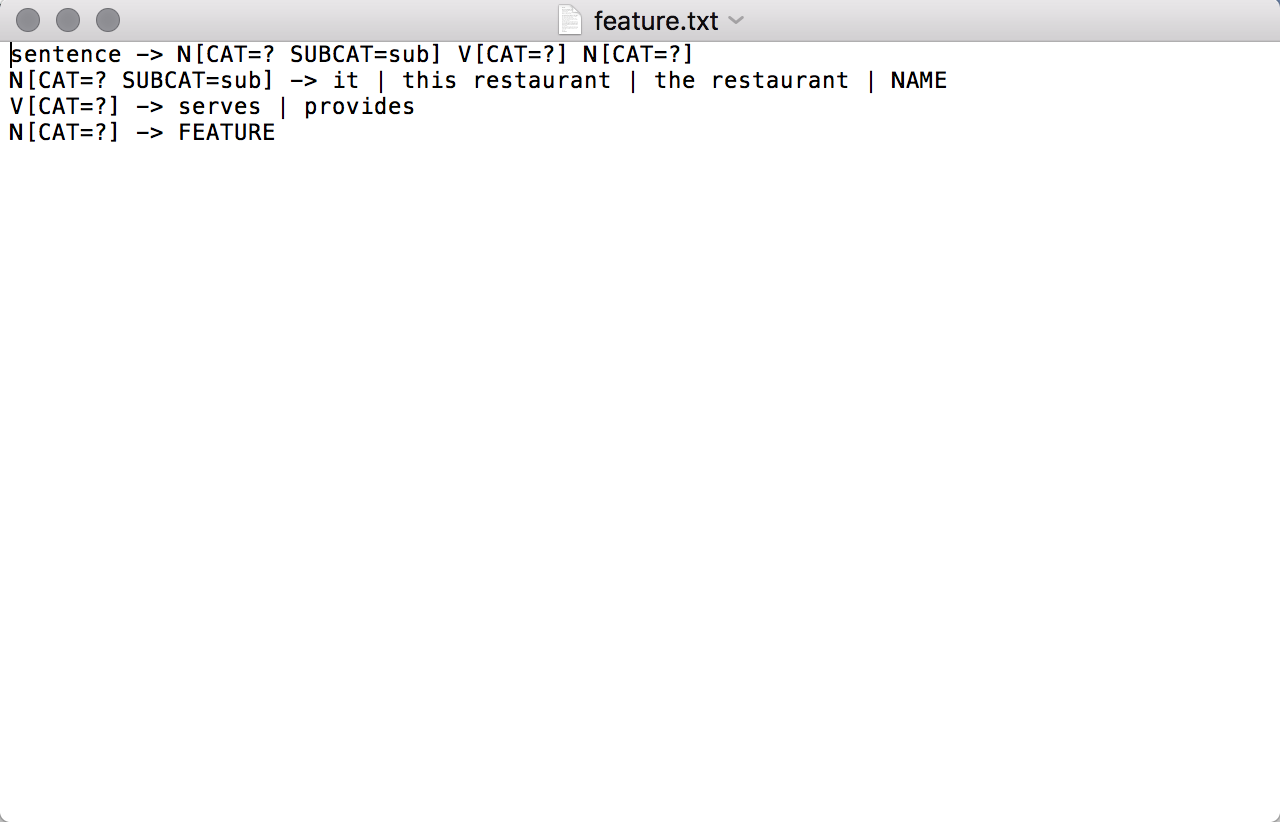 feature.txt
sentence -> N[CAT=? SUBCAT=sub] V[CAT=?] N[CAT=?]
N[CAT=? SUBCAT=sub] -> it | this restaurant | the restaurant | NAME
V[CAT=?] -> serves | provides
N[CAT=?] -> FEATURE